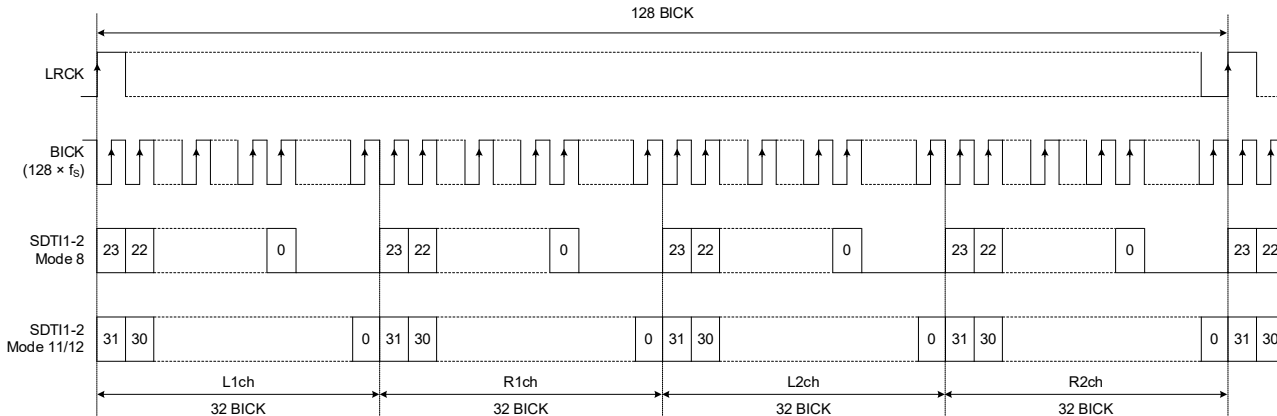 128 BICK
LRCK
BICK
(128 × fS)
SDTI1-2
Mode 8
23 22 0 23 22 0 23 22 0 23 22 0 23 22
SDTI1-2
Mode 11/12
31 30 0 31 30 0 31 30 0 31 30 0 31 30
L1ch R1ch L2ch R2ch
32 BICK 32 BICK 32 BICK 32 BICK